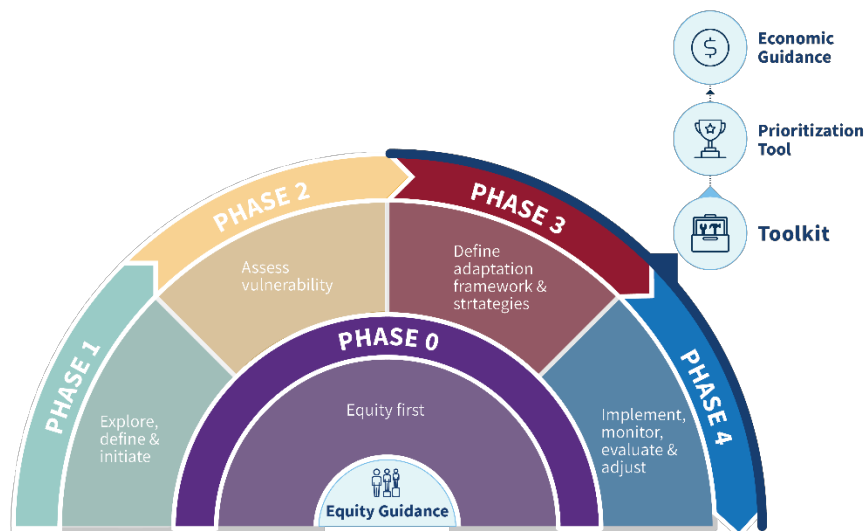 Economic
Guidance
Prioritization
Tool
Toolkit
PHASE 1
Explore,
define &
initiate
PHASE 2
Assess
vulnerability
PHASE 3
Define
adaptation
framework &
strtategies
PHASE 4
Implement,
monitor,
evaluate &
adjust
PHASE 0
Equity first
Equity Guidance
$